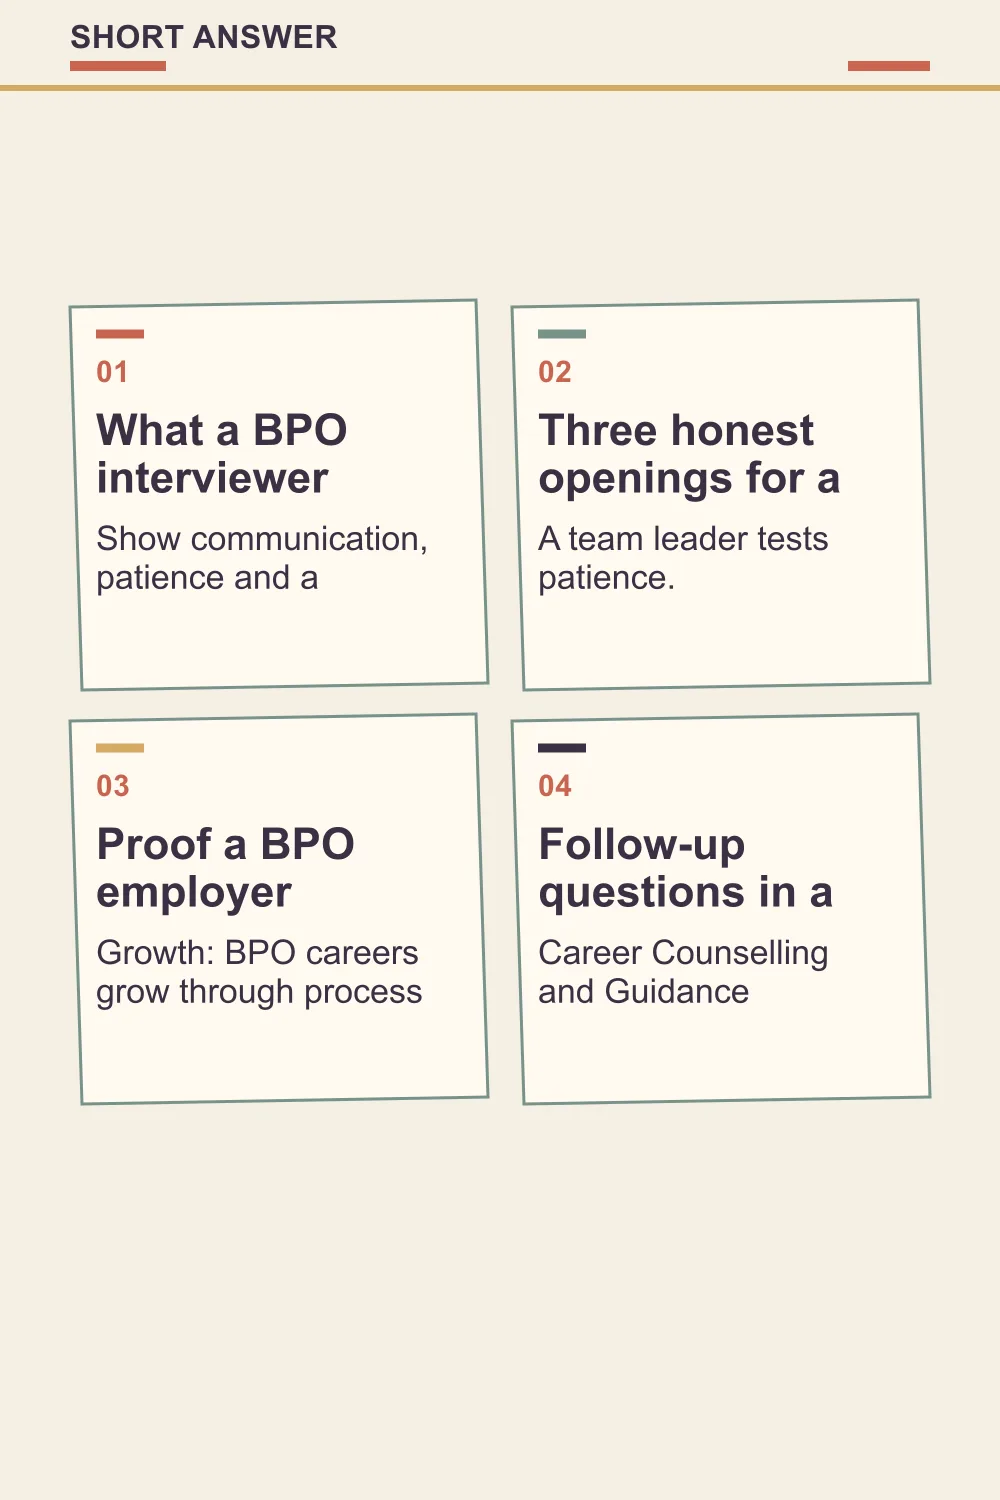 SHORT ANSWER
01
What a BPO
interviewer
Show communication,
patience and a
02
Three honest
openings for a
A team leader tests
patience.
03
Proof a BPO
employer
Growth: BPO careers
grow through process
04
Follow-up
questions in a
Career Counselling
and Guidance